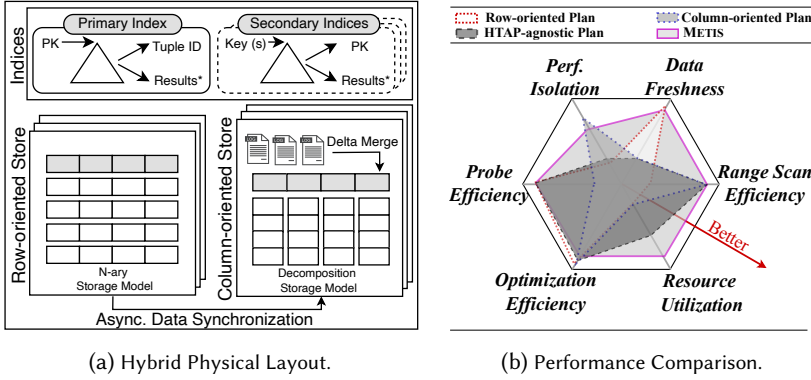 Indices
Primary Index
PK
Tuple ID
Results*
Secondary Indices
Key (s)
PK
Results*
Row-oriented Store
N-ary
Storage Model
Column-oriented Store
Delta Merge
Decomposition
Storage Model
Async. Data Synchronization
(a) Hybrid Physical Layout.
Row-oriented Plan
Column-oriented Plan
HTAP-agnostic Plan
METIS
Perf.
Isolation
Data
Freshness
Probe
Efficiency
Range Scan
Efficiency
Better
Optimization
Efficiency
Resource
Utilization
(b) Performance Comparison.